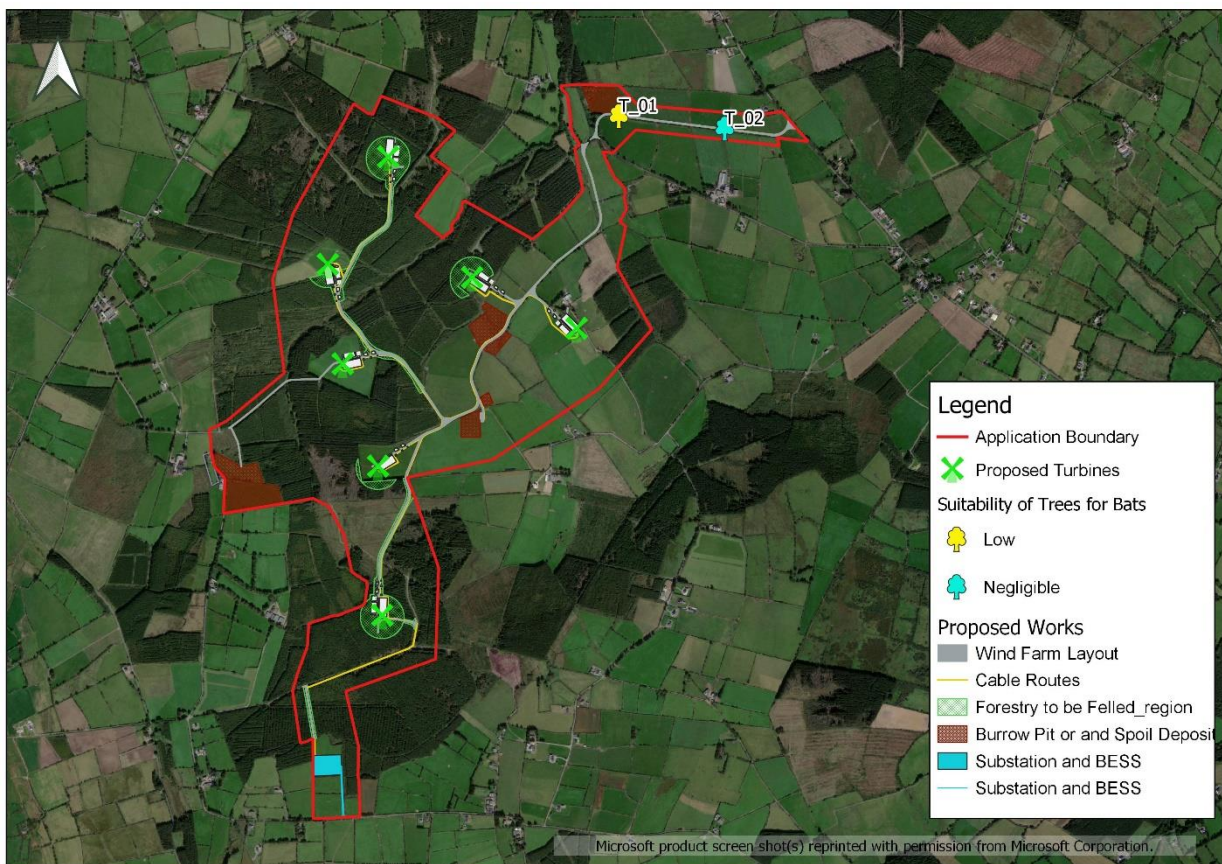 T_01
T_02
Legend
Application Boundary
Proposed Turbines
Suitability of Trees for Bats
Low
Negligible
Proposed Works
Wind Farm Layout
Cable Routes
Forestry to be Felled_region
Burrow Pit or and Spoil Deposit
Substation and BESS
Substation and BESS
Microsoft product screen shot(s) reprinted with permission from Microsoft Corporation.